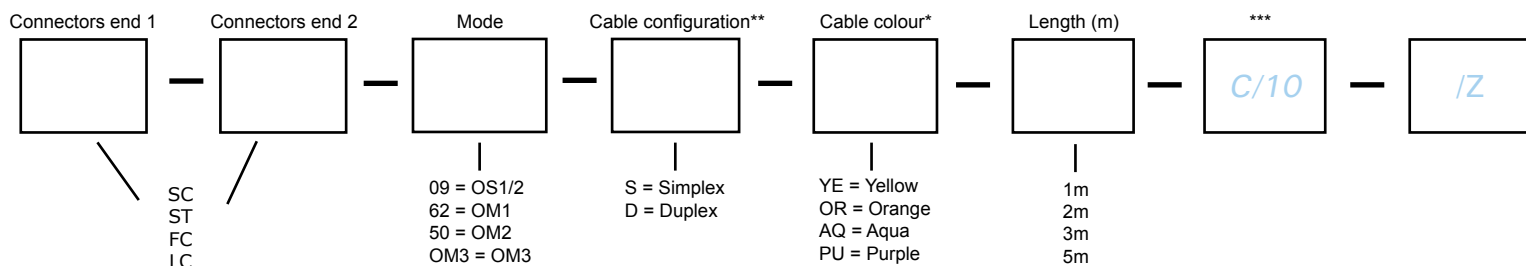 Connectors end 1 Connectors end 2 Mode Cable configuration** Cable colour* Length (m) ***
C/10 /Z
SC
ST
FC
LC
09 = OS1/2
62 = OM1
50 = OM2
OM3 = OM3
S = Simplex
D = Duplex
YE = Yellow
OR = Orange
AQ = Aqua
PU = Purple
1m
2m
3m
5m